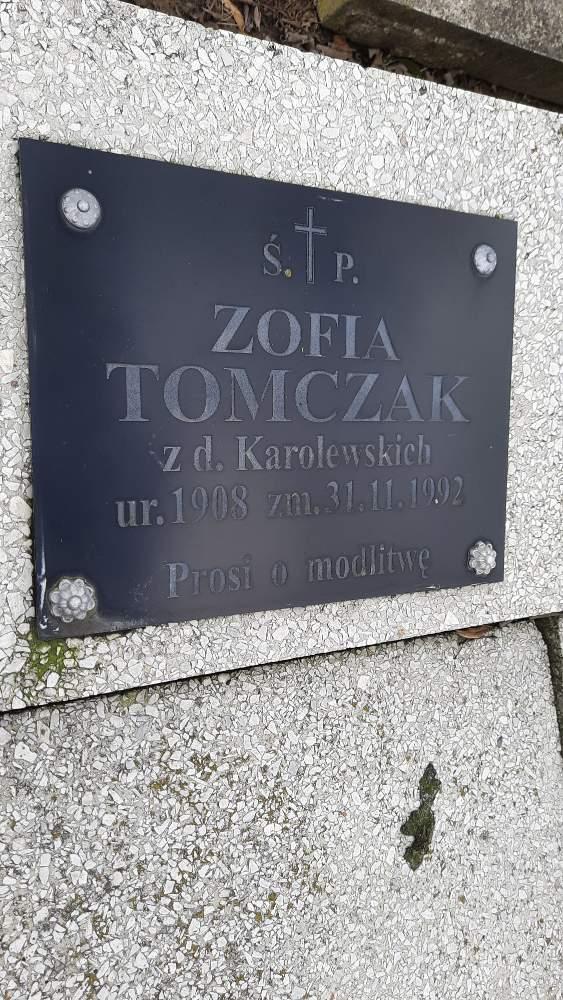 Ś. P.
ZOFIA
TOMCZAK
z d. Karolewskich
ur. 1908 zm. 31.11.1992
Prosi o modlitwę